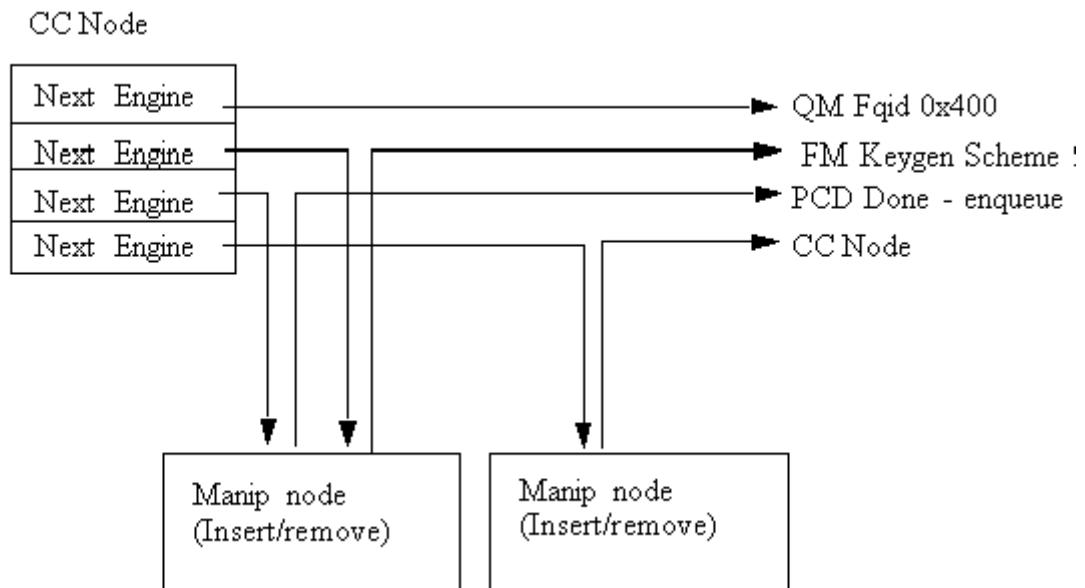 CC Node
Next Engine
QM Fqid 0x400
Next Engine
FM Keygen Scheme
Next Engine
PCD Done - enqueue
Next Engine
CC Node
Manip node
(Insert/remove)
Manip node
(Insert/remove)